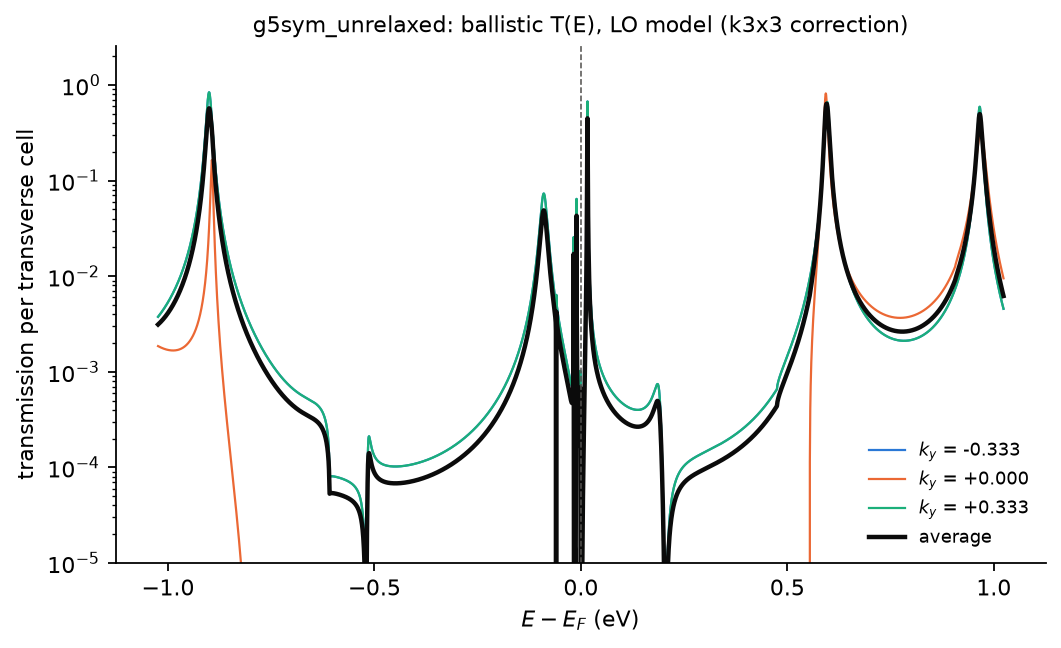 g5sym_unrelaxed: ballistic T(E), LO model (k3x3 correction)
transmission per transverse cell
10⁰
10⁻¹
10⁻²
10⁻³
10⁻⁴
10⁻⁵
k_y = -0.333
k_y = +0.000
k_y = +0.333
average
−1.0 −0.5 0.0 0.5 1.0
E − E_F (eV)